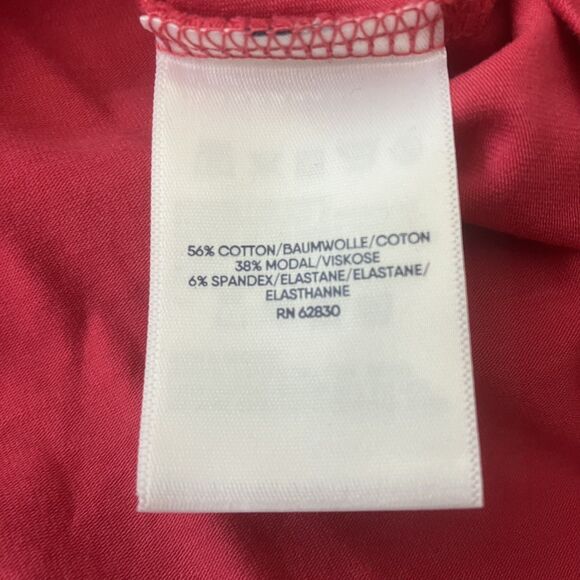 56% COTTON/BAUMWOLLE/COTON
38% MODAL/VISKOSE
6% SPANDEX/ELASTANE/ELASTANE/
ELASTHANNE
RN 62830